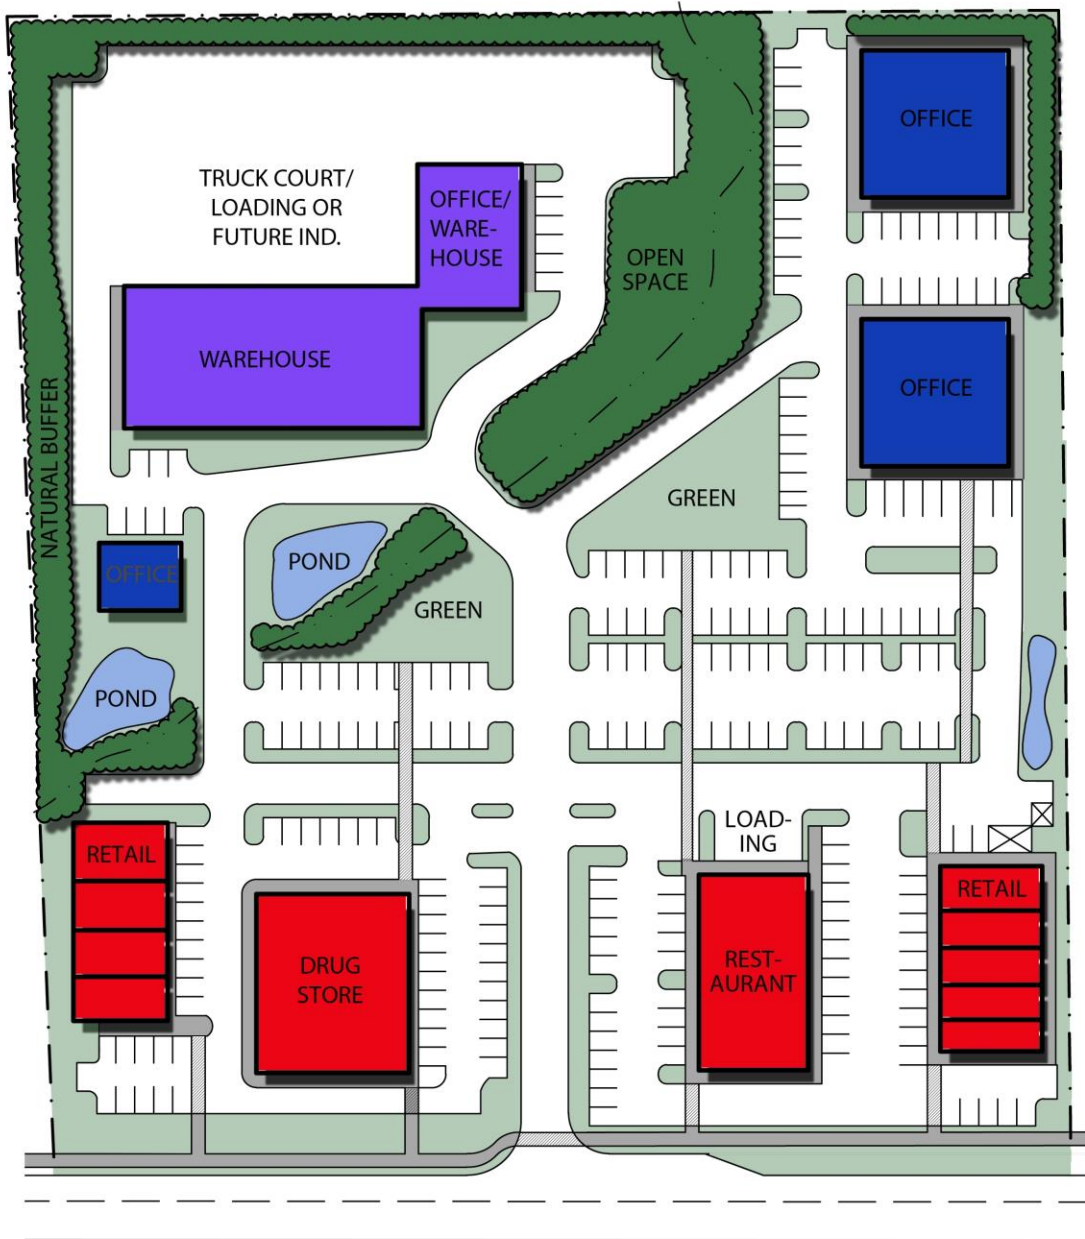 OFFICE
TRUCK COURT/
LOADING OR
FUTURE IND.
OFFICE/
WARE-
HOUSE
OPEN
SPACE
WAREHOUSE
OFFICE
NATURAL BUFFER
GREEN
POND
OFFICE
GREEN
POND
LOAD-
ING
RETAIL
RETAIL
DRUG
STORE
REST-
AURANT